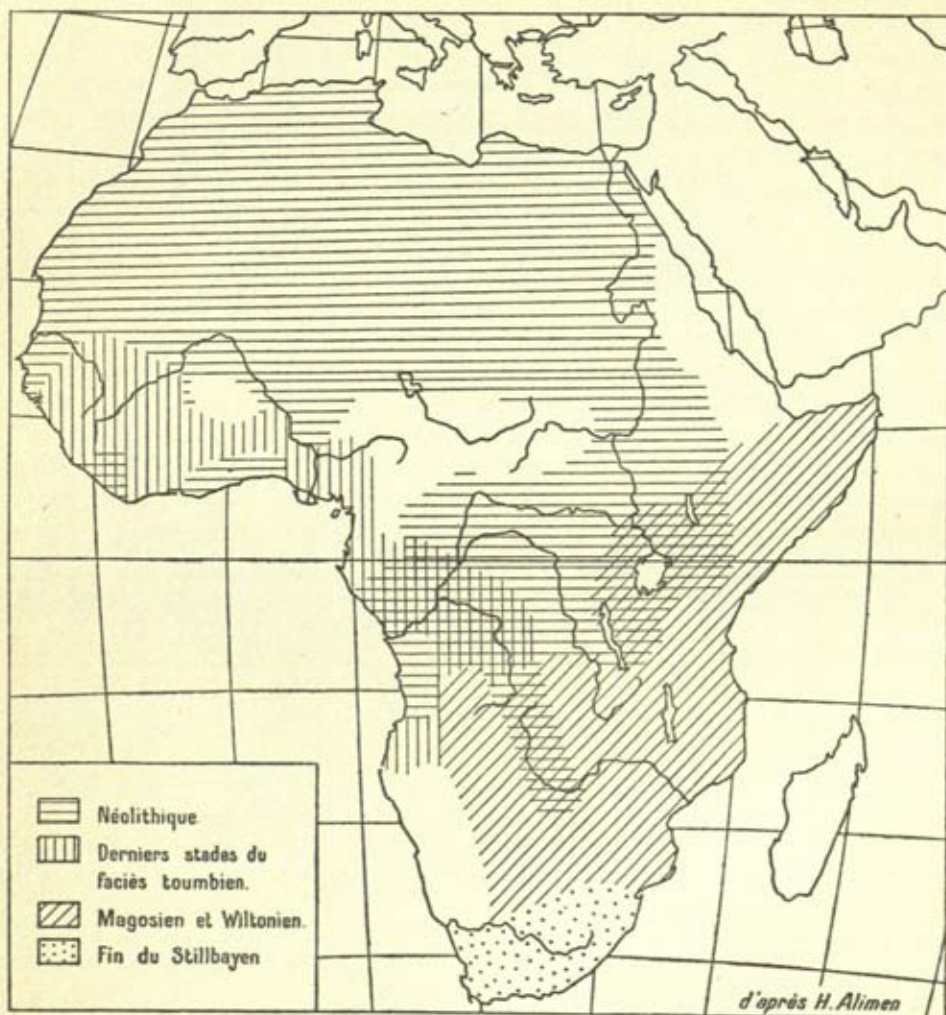 Néolithique
Derniers stades du
faciès toumbien.
Magosien et Wiltonien.
Fin du Stillbayen
d'après H. Alimen